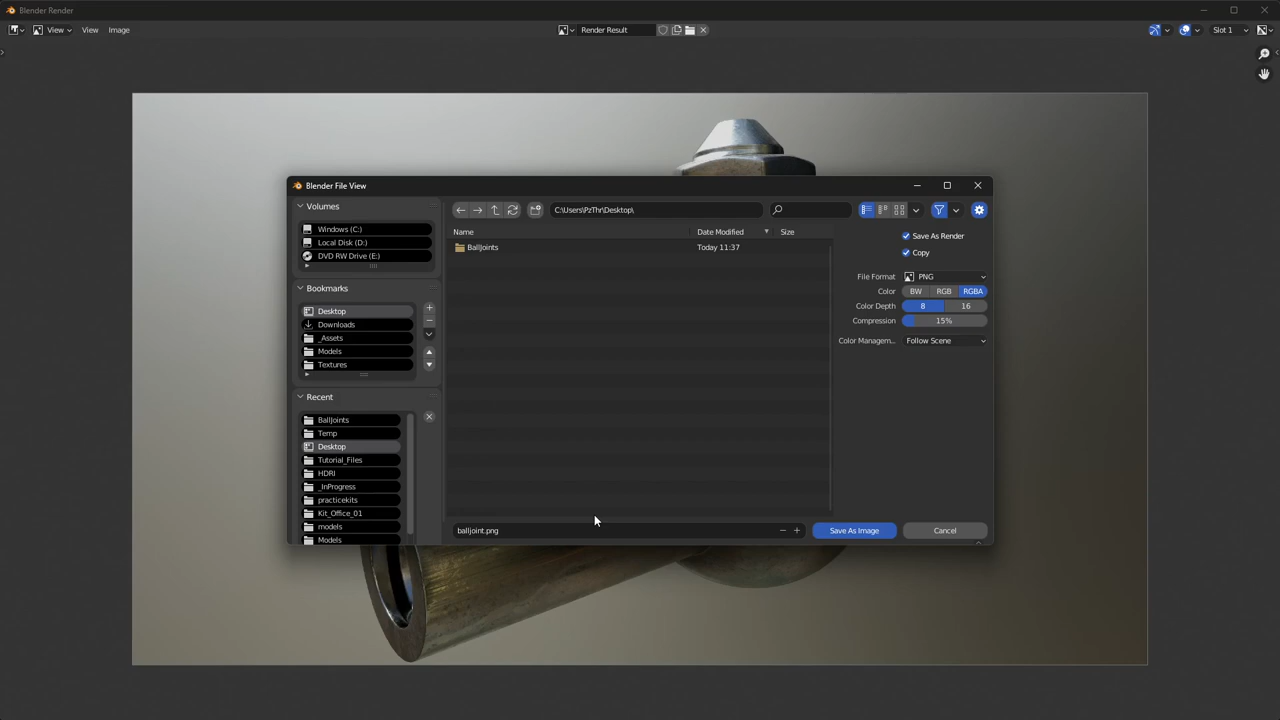 Blender Render
View
View
Image
Render Result
Slot 1
Blender File View
Volumes
Windows (C:)
Local Disk (D:)
DVD RW Drive (E:)
Bookmarks
Desktop
Downloads
_Assets
Models
Textures
Recent
BallJoints
Temp
Desktop
Tutorial_Files
HDRI
_InProgress
practicekits
Kit_Office_01
models
Models
C:\Users\PzThr\Desktop\
Name
Date Modified
Size
BallJoints
Today 11:37
Save As Render
Copy
File Format
PNG
Color
BW
RGB
RGBA
Color Depth
8
16
Compression
15%
Color Managem...
Follow Scene
balljoint.png
Save As Image
Cancel